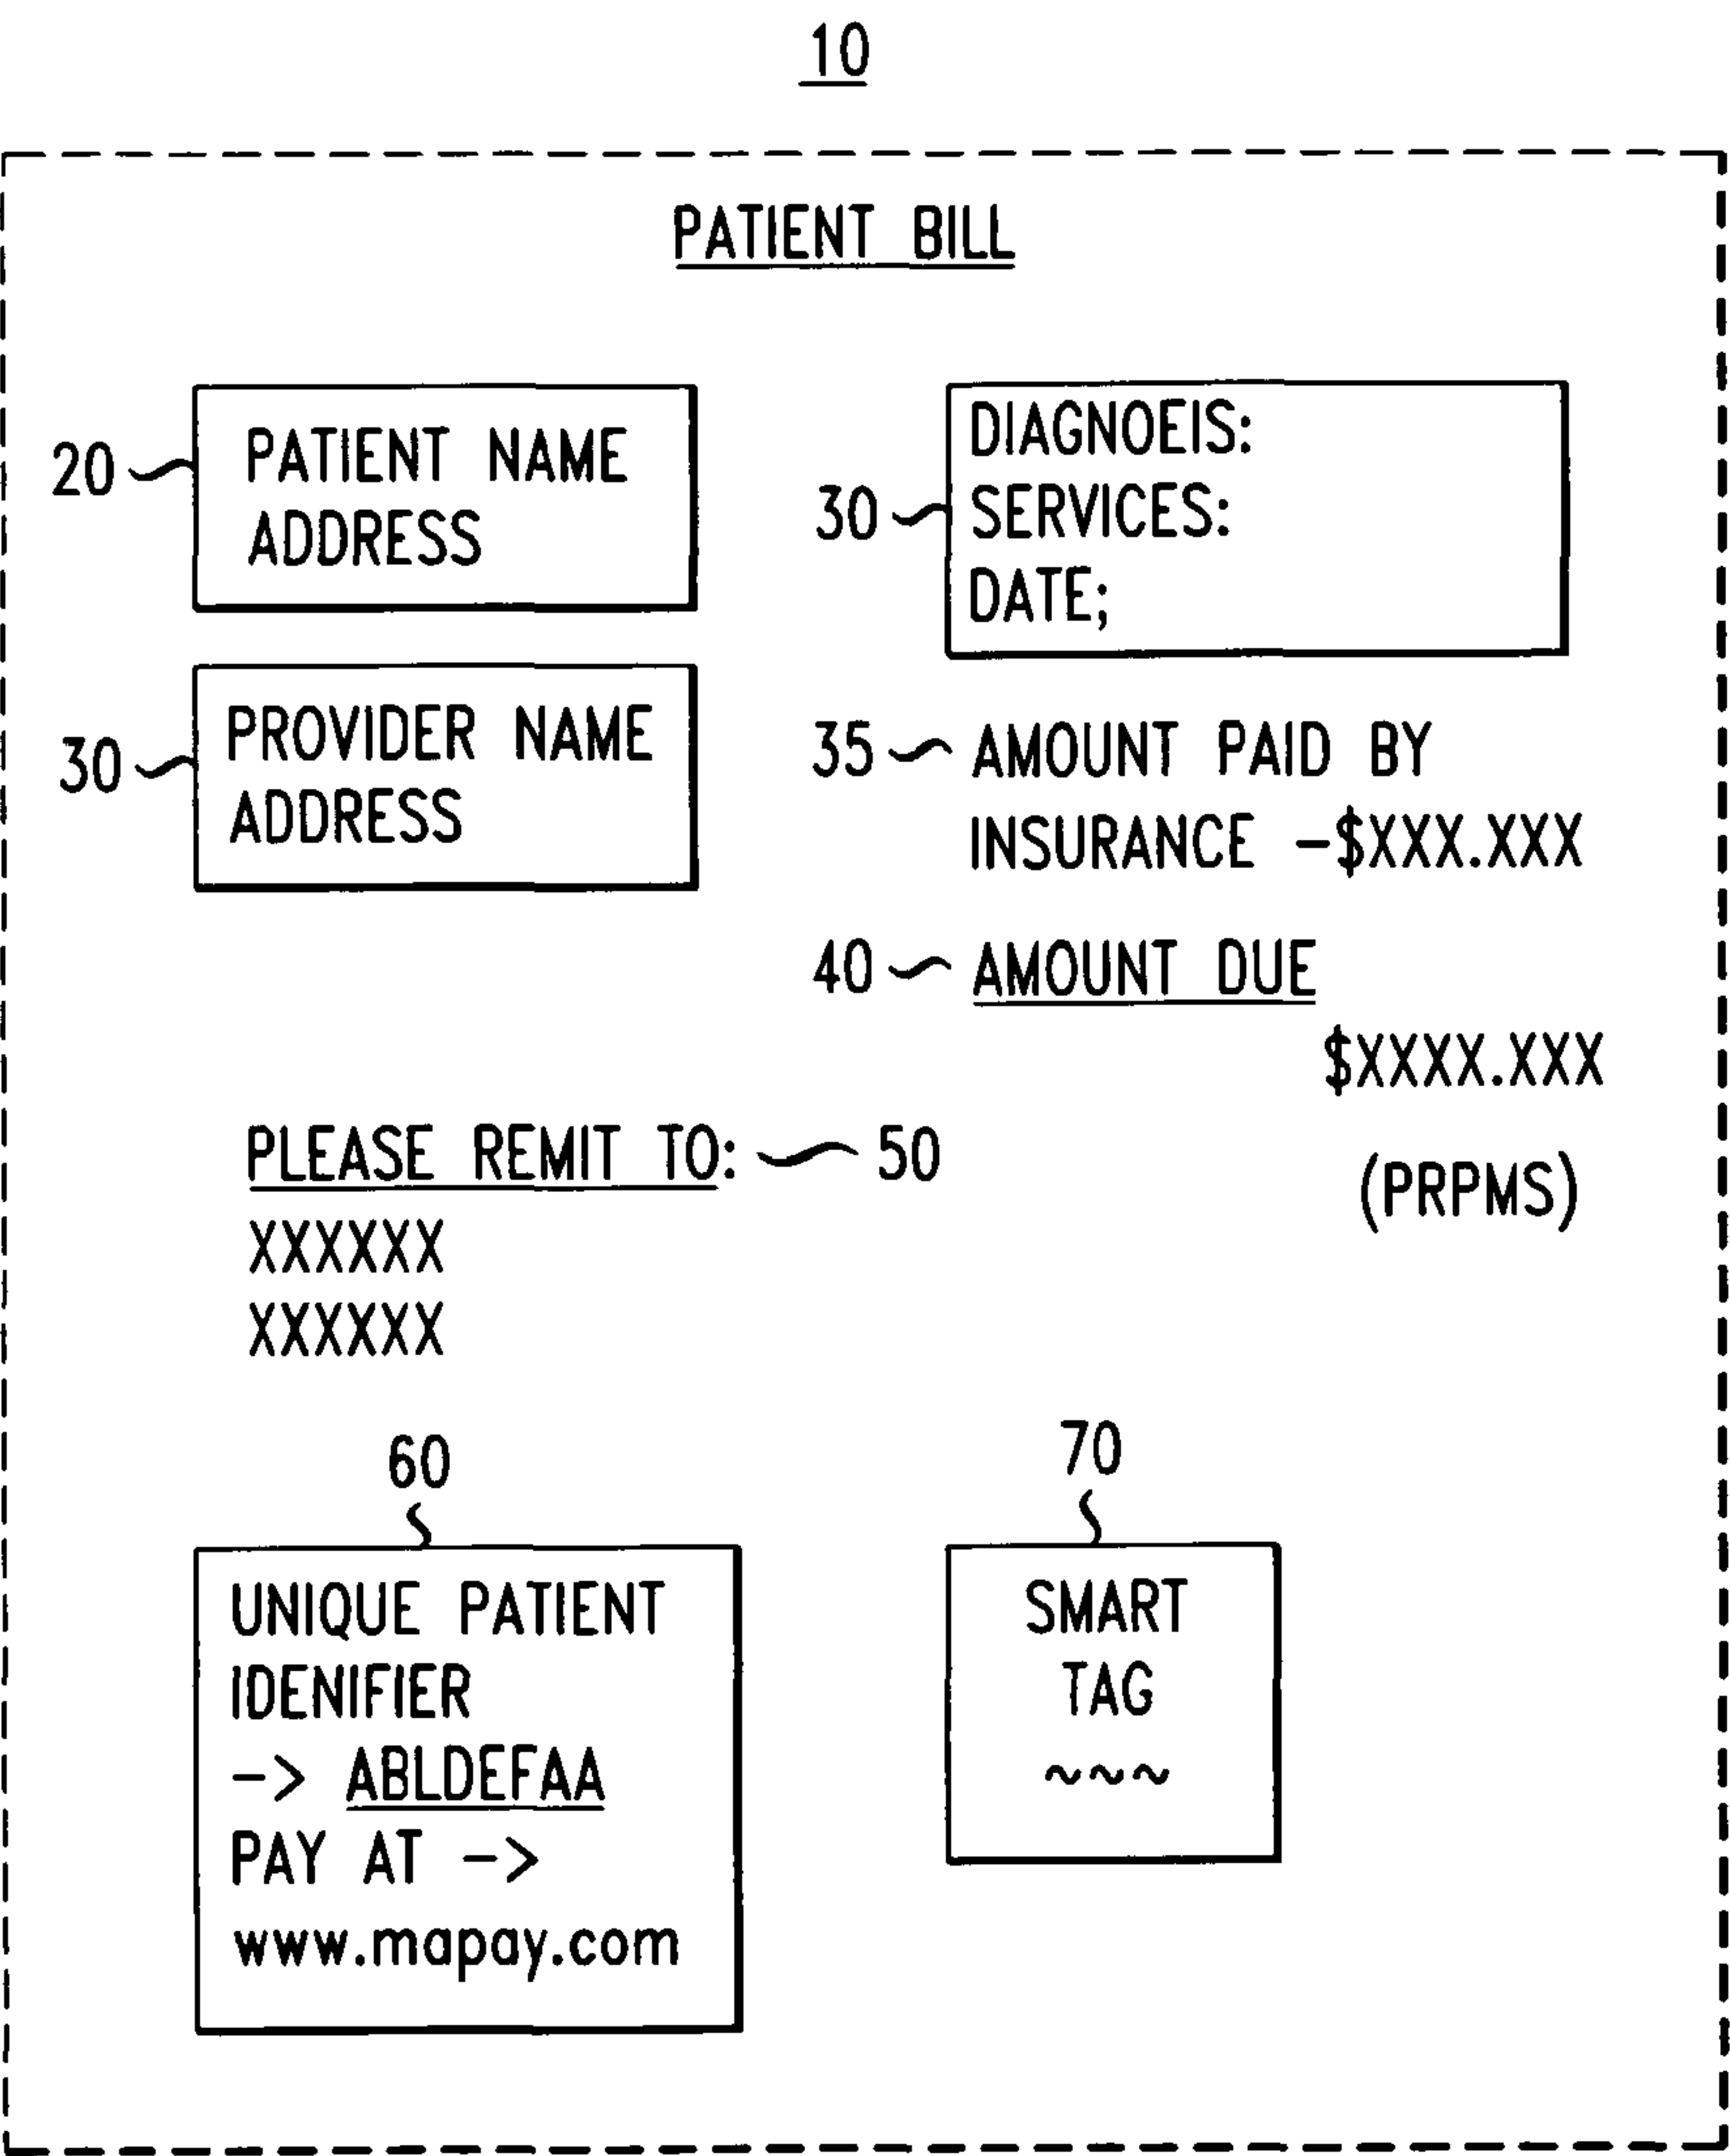 10
PATIENT BILL
20
PATIENT NAME
ADDRESS
30
DIAGNOEIS:
SERVICES:
DATE;
30
PROVIDER NAME
ADDRESS
35
AMOUNT PAID BY
INSURANCE -$XXX.XXX
40
AMOUNT DUE
$XXXX.XXX
(PRPMS)
PLEASE REMIT TO:
50
XXXXXX
XXXXXX
60
UNIQUE PATIENT
IDENIFIER
-> ABLDEFAA
PAY AT ->
www.mapay.com
70
SMART
TAG
~~~